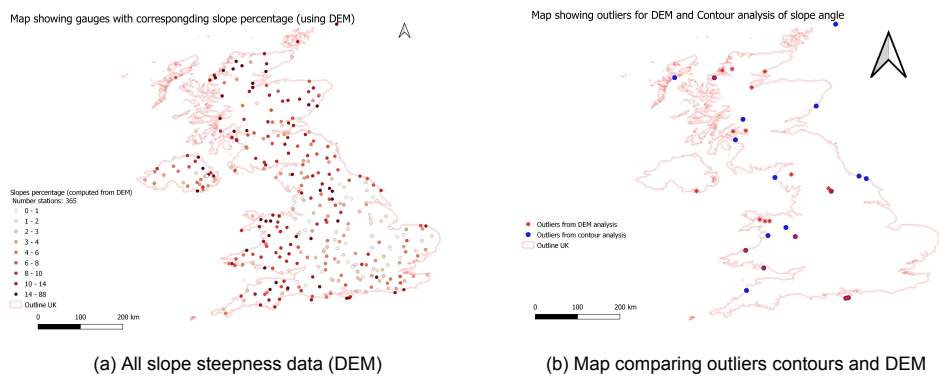 Map showing gauges with correspongding slope percentage (using DEM)
Slopes percentage (computed from DEM)
Number stations: 365
0 - 1
1 - 2
2 - 3
3 - 4
4 - 6
6 - 8
8 - 10
10 - 14
14 - 88
Outline UK
0 100 200 km
(a) All slope steepness data (DEM)
Map showing outliers for DEM and Contour analysis of slope angle
Outliers from DEM analysis
Outliers from contour analysis
Outline UK
0 100 200 km
(b) Map comparing outliers contours and DEM